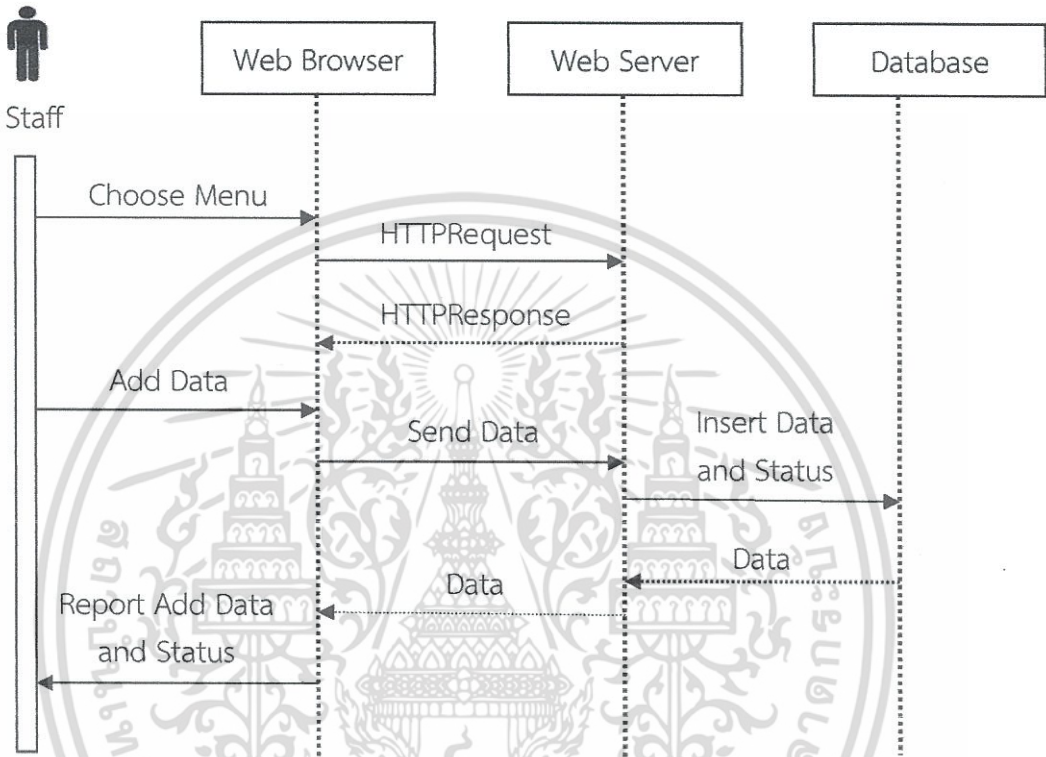 Web Browser
Web Server
Database
Staff
Choose Menu
HTTPRequest
HTTPResponse
Add Data
Send Data
Insert Data
and Status
Data
Data
Report Add Data
and Status